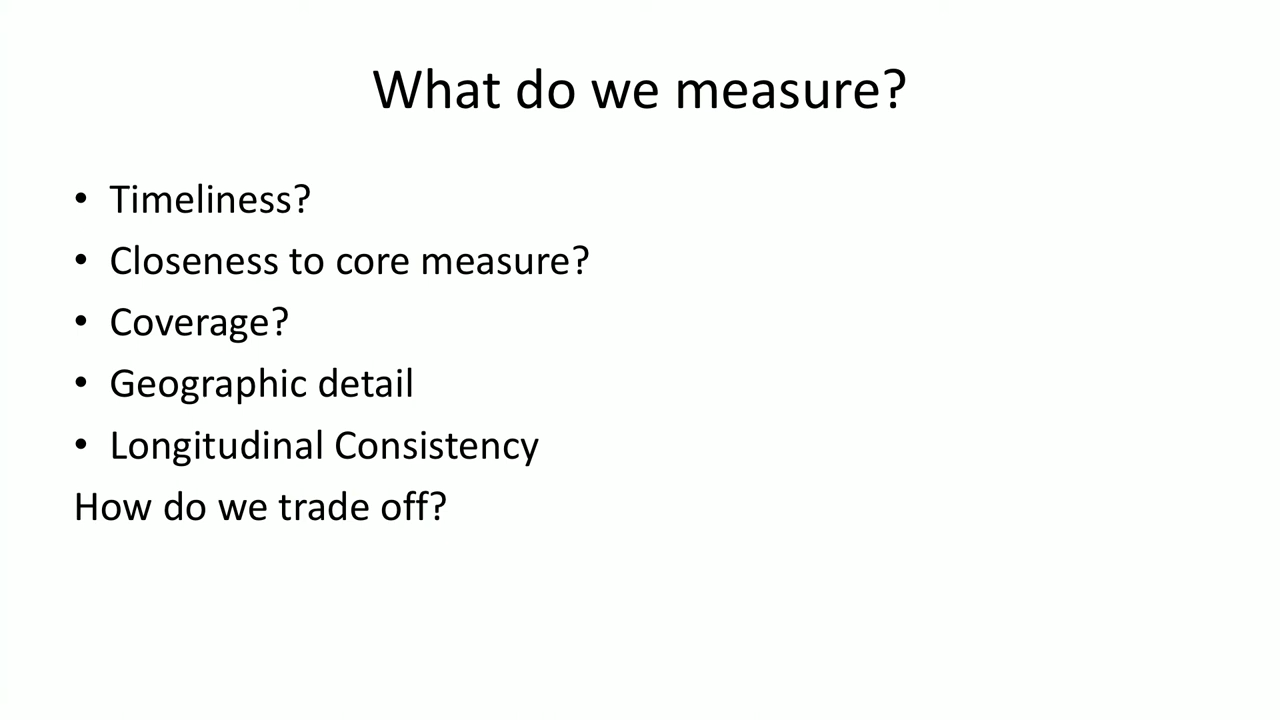 What do we measure?
• Timeliness?
• Closeness to core measure?
• Coverage?
• Geographic detail
• Longitudinal Consistency
How do we trade off?